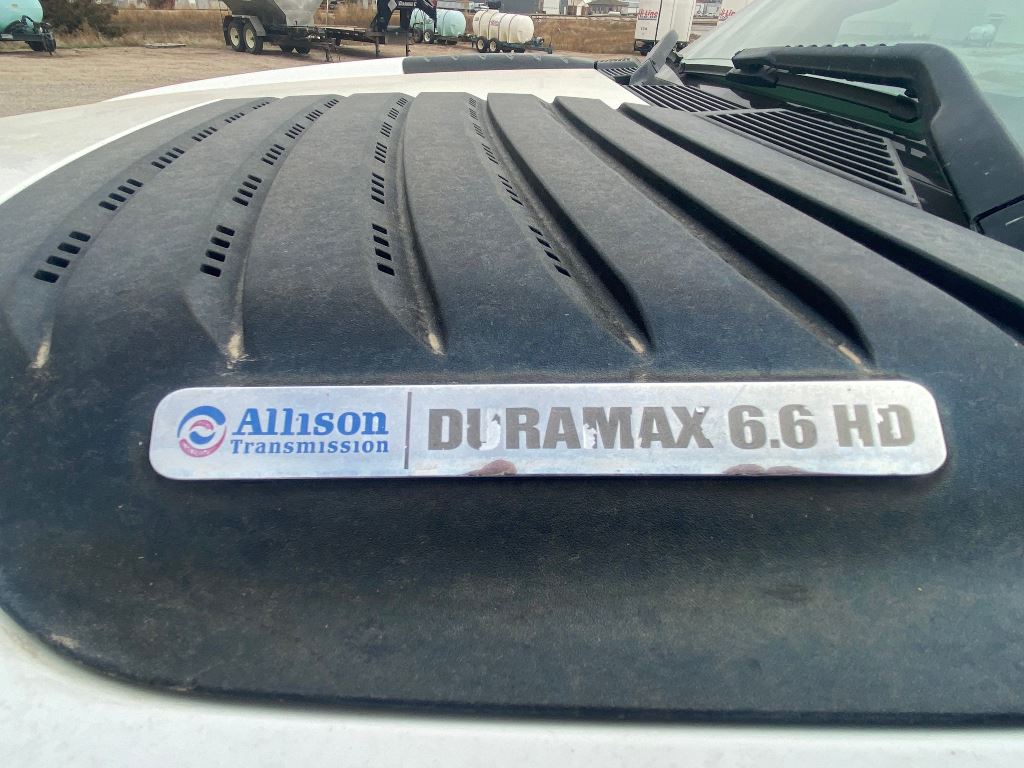 Allison
Transmission
DURAMAX 6.6 HD